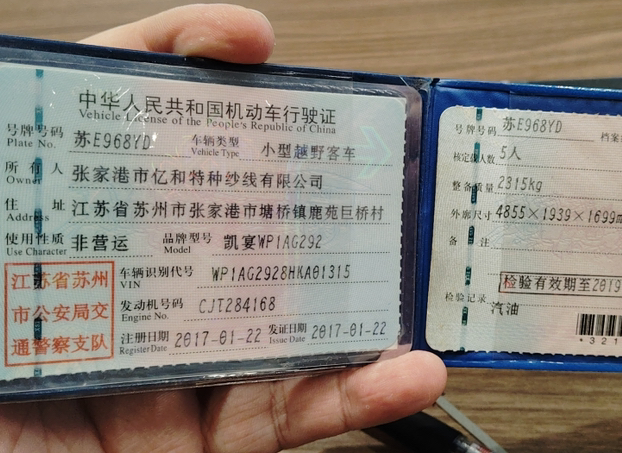 中华人民共和国机动车行驶证
Vehicle License of the People's Republic of China
号牌号码 苏E968YD 车辆类型 小型越野客车
Plate No. Vehicle Type
所有人 张家港市亿和特种纱线有限公司
Owner
住址 江苏省苏州市张家港市塘桥镇鹿苑巨桥村
Address
使用性质 非营运 品牌型号 凯宴WP1AG292
Use Character Model
江苏省苏州
市公安局交
通警察支队
车辆识别代号 WP1AG2928HKA01315
VIN
发动机号码 CJT284168
Engine No.
注册日期 2017-01-22 发证日期 2017-01-22
Register Date Issue Date
号牌号码 苏E968YD 档案
核定载人数 5人
整备质量 2315kg
外廓尺寸 4855×1939×1699m
备注
检验有效期至2019
检验记录
汽油
*321